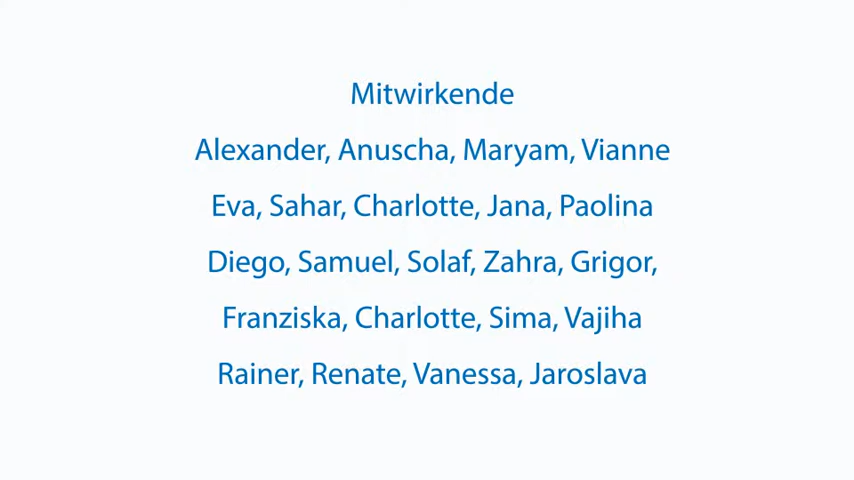 Mitwirkende
Alexander, Anuscha, Maryam, Vianne
Eva, Sahar, Charlotte, Jana, Paolina
Diego, Samuel, Solaf, Zahra, Grigor,
Franziska, Charlotte, Sima, Vajiha
Rainer, Renate, Vanessa, Jaroslava